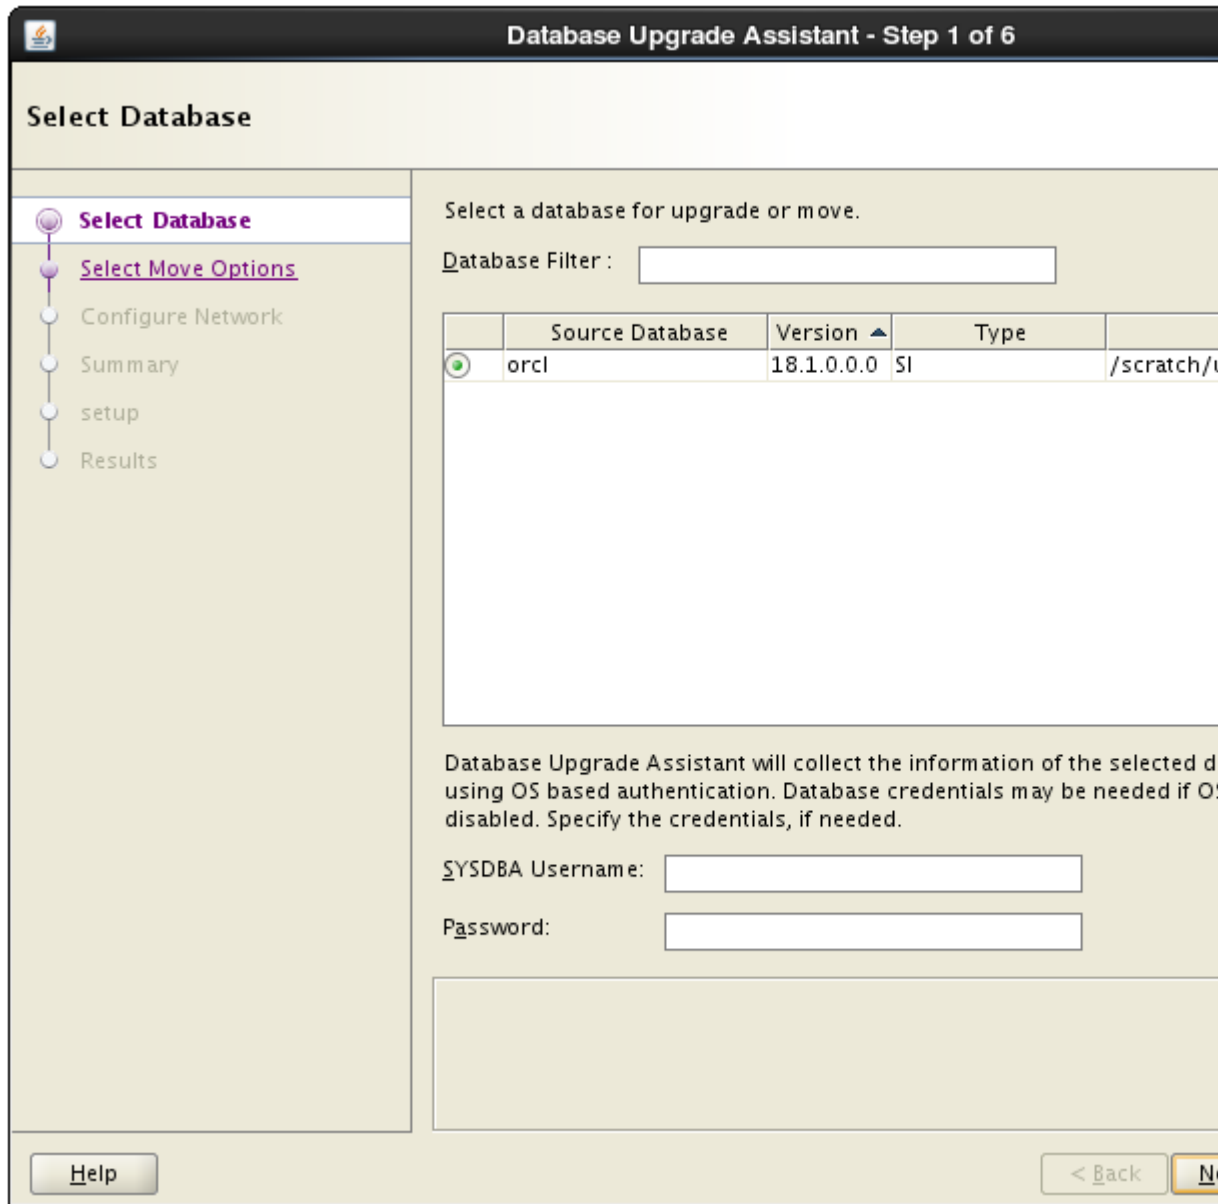 Database Upgrade Assistant - Step 1 of 6
Select Database
Select Database
Select Move Options
Configure Network
Summary
setup
Results
Select a database for upgrade or move.
Database Filter :
Source Database Version Type
orcl 18.1.0.0.0 SI /scratch/
Database Upgrade Assistant will collect the information of the selected
using OS based authentication. Database credentials may be needed if
disabled. Specify the credentials, if needed.
SYSDBA Username:
Password:
Help
< Back